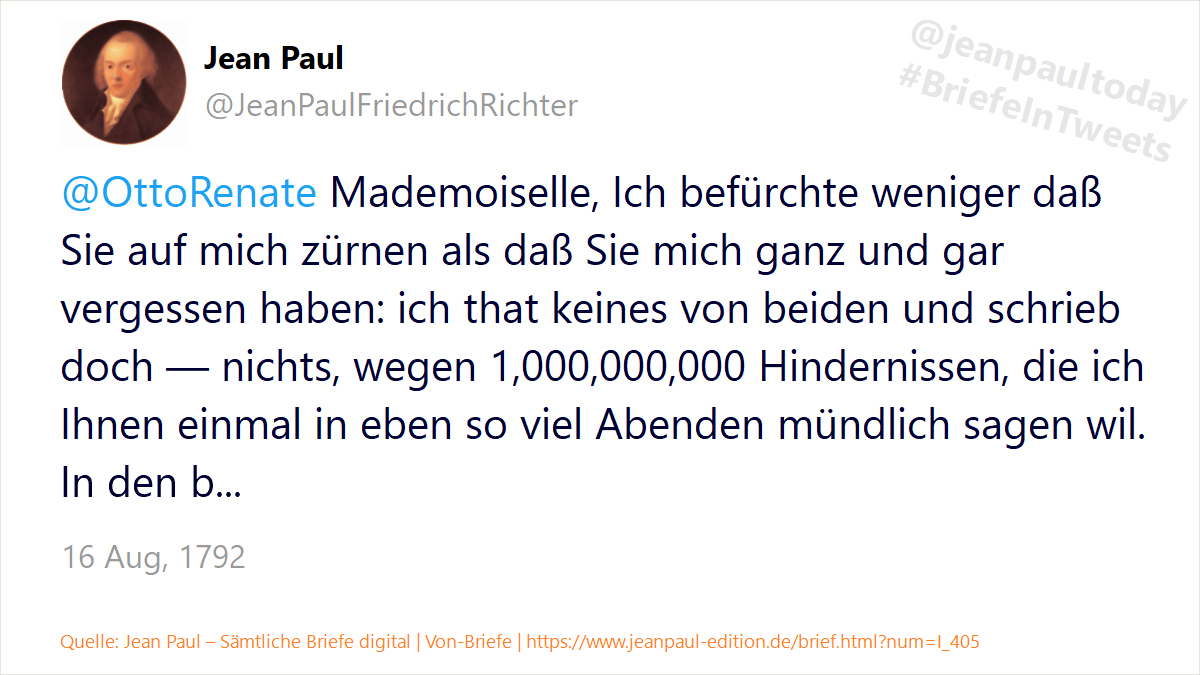 Jean Paul
@JeanPaulFriedrichRichter
@jeanpaultoday
#BriefeInTweets
@OttoRenate Mademoiselle, Ich befürchte weniger daß
Sie auf mich zürnen als daß Sie mich ganz und gar
vergessen haben: ich that keines von beiden und schrieb
doch — nichts, wegen 1,000,000,000 Hindernissen, die ich
Ihnen einmal in eben so viel Abenden mündlich sagen wil.
In den b...
16 Aug, 1792
Quelle: Jean Paul – Sämtliche Briefe digital | Von-Briefe | https://www.jeanpaul-edition.de/brief.html?num=I_405